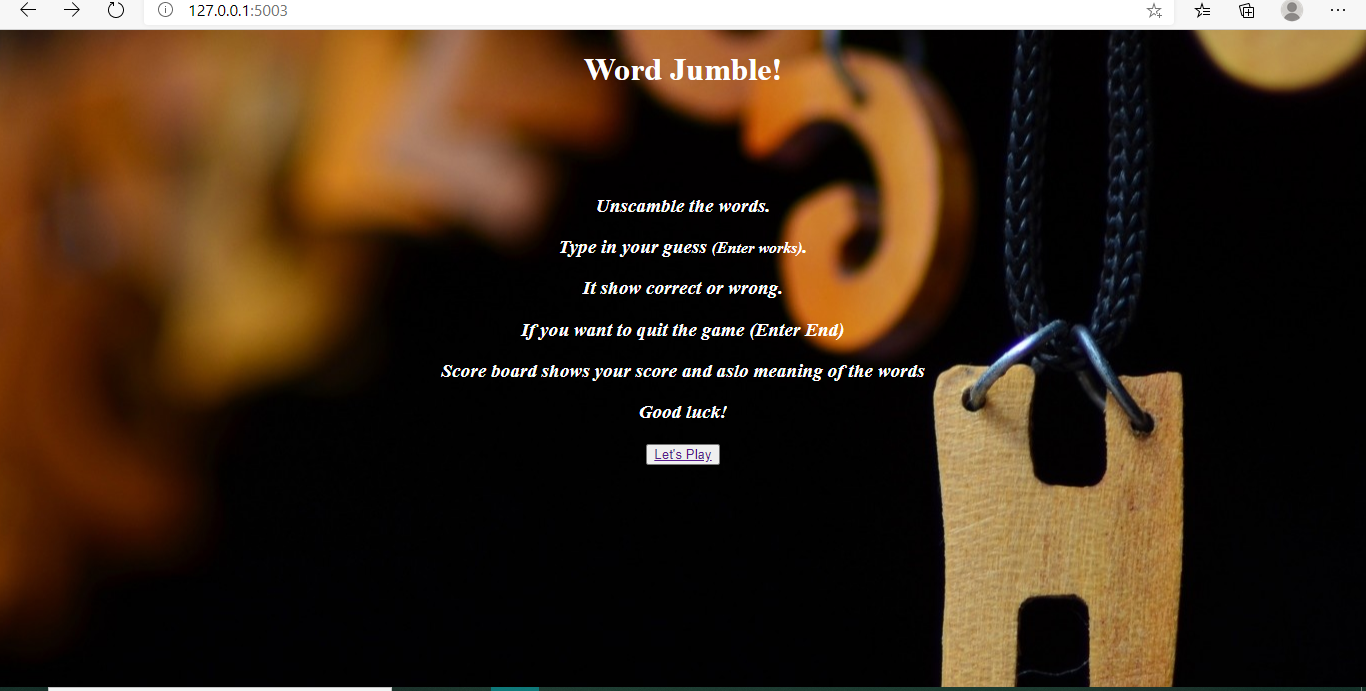 127.0.0.1:5003
Word Jumble!
Unscamble the words.
Type in your guess (Enter works).
It show correct or wrong.
If you want to quit the game (Enter End)
Score board shows your score and aslo meaning of the words
Good luck!
Let's Play